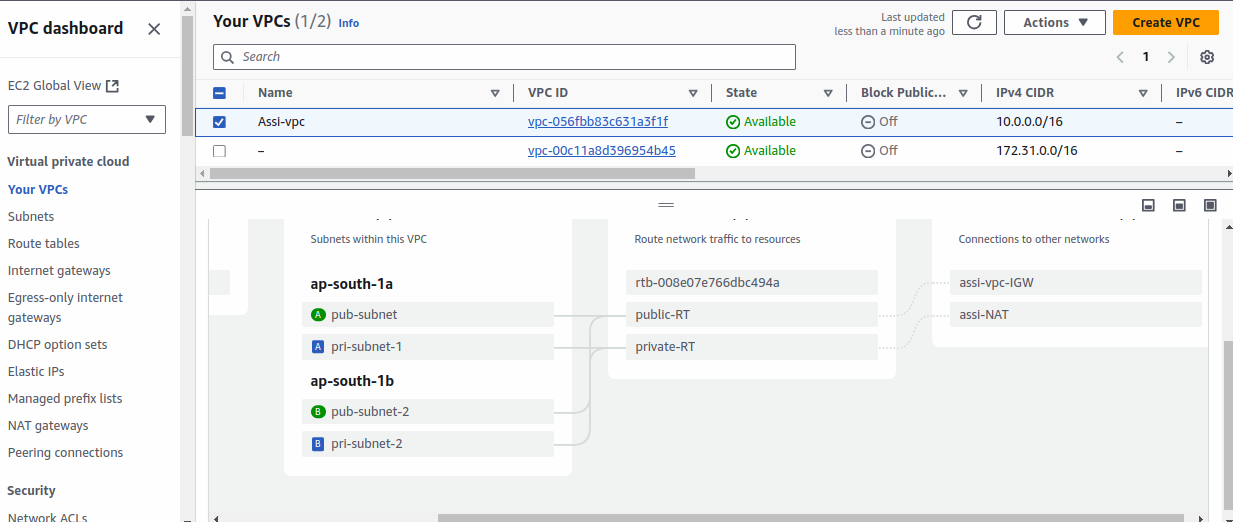 VPC dashboard
EC2 Global View
Filter by VPC
Virtual private cloud
Your VPCs
Subnets
Route tables
Internet gateways
Egress-only internet
gateways
DHCP option sets
Elastic IPs
Managed prefix lists
NAT gateways
Peering connections
Security
Network ACLs
Your VPCs (1/2) Info
Last updated
less than a minute ago
Actions
Create VPC
Search
1
Name VPC ID State Block Public... IPv4 CIDR IPv6 CIDR
Assi-vpc vpc-056fbb83c631a3f1f Available Off 10.0.0.0/16 –
– vpc-00c11a8d396954b45 Available Off 172.31.0.0/16 –
Subnets within this VPC
ap-south-1a
A pub-subnet
A pri-subnet-1
ap-south-1b
B pub-subnet-2
B pri-subnet-2
Route network traffic to resources
rtb-008e07e766dbc494a
public-RT
private-RT
Connections to other networks
assi-vpc-IGW
assi-NAT